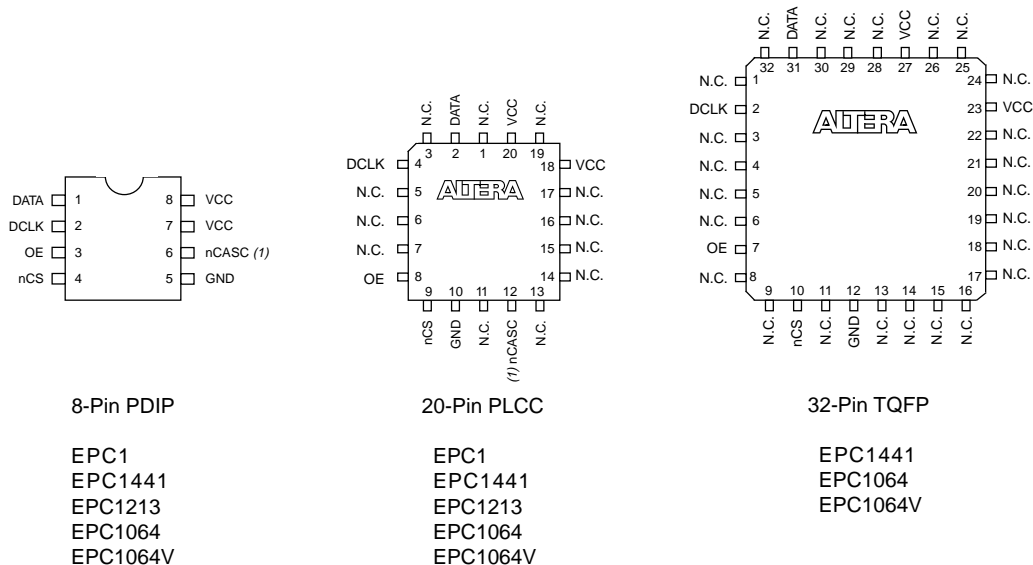 DATA 1 8 VCC
DCLK 2 7 VCC
OE 3 6 nCASC (1)
nCS 4 5 GND
8-Pin PDIP
EPC1
EPC1441
EPC1213
EPC1064
EPC1064V
N.C. DATA N.C. VCC N.C.
3 2 1 20 19
DCLK 4 18 VCC
ALTERA
N.C. 5 17 N.C.
N.C. 6 16 N.C.
N.C. 7 15 N.C.
OE 8 14 N.C.
9 10 11 12 13
nCS GND N.C. (1) nCASC N.C.
20-Pin PLCC
EPC1
EPC1441
EPC1213
EPC1064
EPC1064V
N.C. DATA N.C. N.C. N.C. VCC N.C. N.C.
32 31 30 29 28 27 26 25
N.C. 1 24 N.C.
DCLK 2 23 VCC
ALTERA
N.C. 3 22 N.C.
N.C. 4 21 N.C.
N.C. 5 20 N.C.
N.C. 6 19 N.C.
OE 7 18 N.C.
N.C. 8 17 N.C.
9 10 11 12 13 14 15 16
N.C. nCS N.C. GND N.C. N.C. N.C. N.C.
32-Pin TQFP
EPC1441
EPC1064
EPC1064V